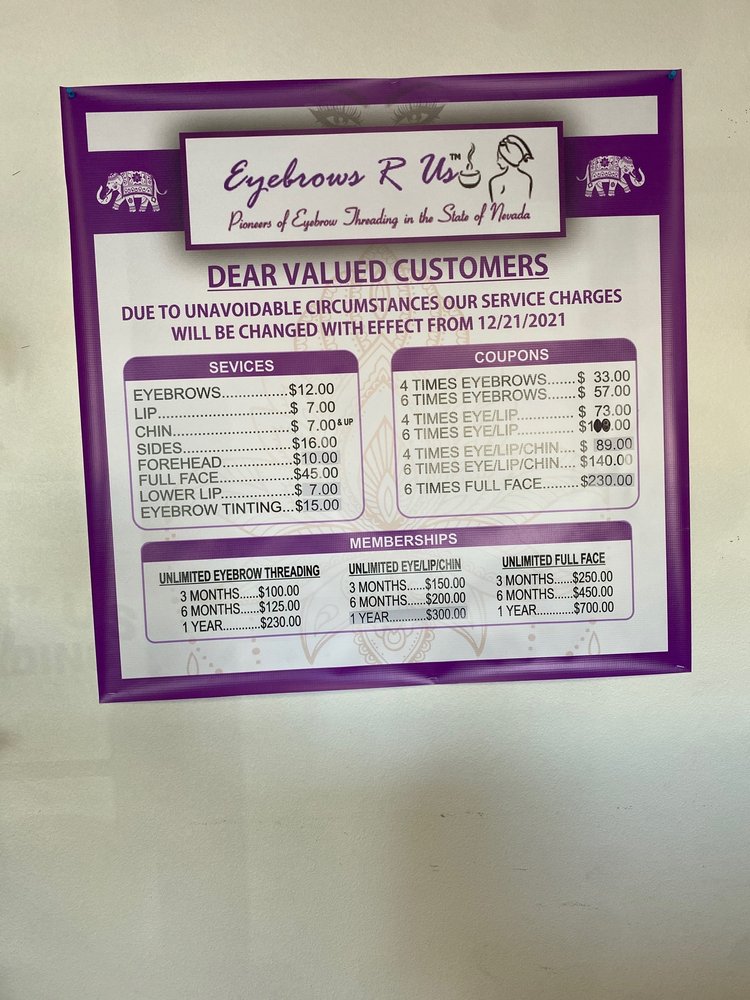 Eyebrows R Us™
Pioneers of Eyebrow Threading in the State of Nevada
DEAR VALUED CUSTOMERS
DUE TO UNAVOIDABLE CIRCUMSTANCES OUR SERVICE CHARGES
WILL BE CHANGED WITH EFFECT FROM 12/21/2021
SEVICES
EYEBROWS................$12.00
LIP................................$ 7.00
CHIN............................$ 7.00 & UP
SIDES..........................$16.00
FOREHEAD.................$10.00
FULL FACE..................$45.00
LOWER LIP.................$ 7.00
EYEBROW TINTING...$15.00
COUPONS
4 TIMES EYEBROWS.......$ 33.00
6 TIMES EYEBROWS.......$ 57.00
4 TIMES EYE/LIP..............$ 73.00
6 TIMES EYE/LIP..............$1 .00
4 TIMES EYE/LIP/CHIN....$ 89.00
6 TIMES EYE/LIP/CHIN....$140.00
6 TIMES FULL FACE.........$230.00
MEMBERSHIPS
UNLIMITED EYEBROW THREADING
3 MONTHS......$100.00
6 MONTHS......$125.00
1 YEAR............$230.00
UNLIMITED EYE/LIP/CHIN
3 MONTHS......$150.00
6 MONTHS......$200.00
1 YEAR............$300.00
UNLIMITED FULL FACE
3 MONTHS......$250.00
6 MONTHS......$450.00
1 YEAR............$700.00